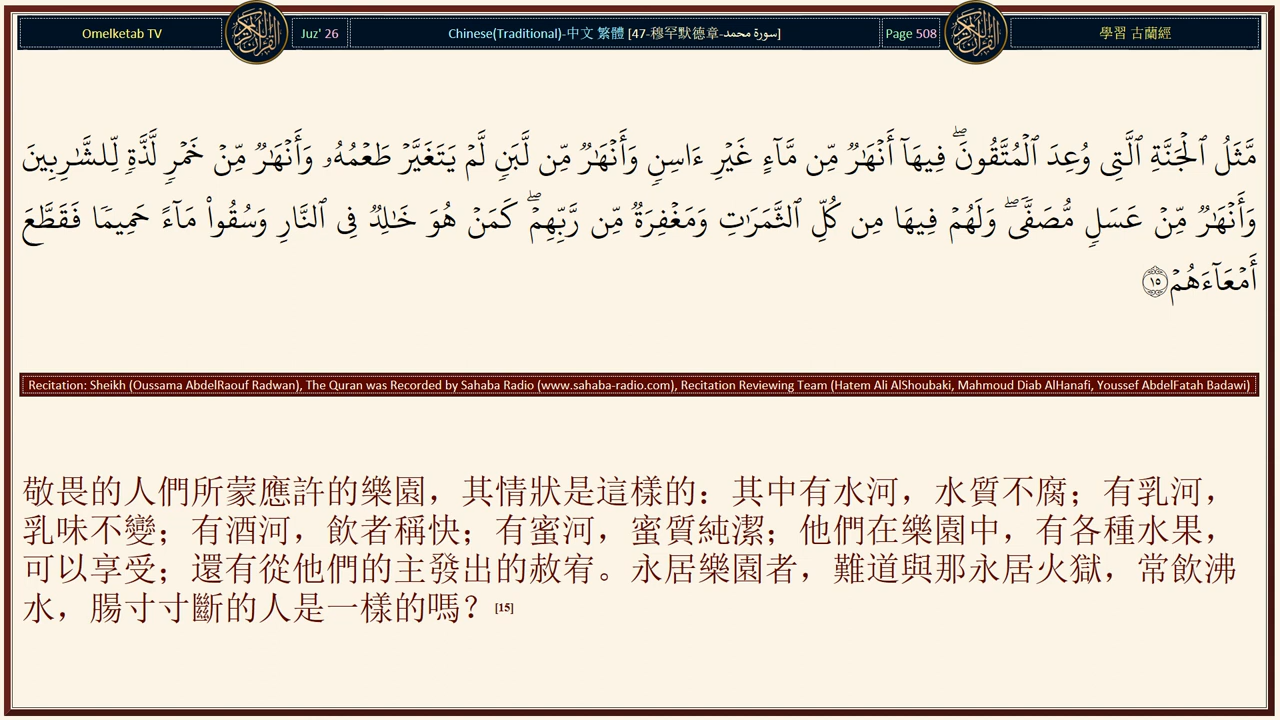 Omelketab TV
Juz' 26
Chinese(Traditional)-中文 繁體 [47-穆罕默德章-سورة محمد]
Page 508
學習 古蘭經
مَّثَلُ ٱلْجَنَّةِ ٱلَّتِى وُعِدَ ٱلْمُتَّقُونَ ۖ فِيهَآ أَنْهَـٰرٌ مِّن مَّآءٍ غَيْرِ ءَاسِنٍ وَأَنْهَـٰرٌ مِّن لَّبَنٍ لَّمْ يَتَغَيَّرْ طَعْمُهُۥ وَأَنْهَـٰرٌ مِّنْ خَمْرٍ لَّذَّةٍ لِّلشَّـٰرِبِينَ
وَأَنْهَـٰرٌ مِّنْ عَسَلٍ مُّصَفًّى ۖ وَلَهُمْ فِيهَا مِن كُلِّ ٱلثَّمَرَٰتِ وَمَغْفِرَةٌ مِّن رَّبِّهِمْ ۖ كَمَنْ هُوَ خَـٰلِدٌ فِى ٱلنَّارِ وَسُقُوا۟ مَآءً حَمِيمًا فَقَطَّعَ
أَمْعَآءَهُمْ ١٥
Recitation: Sheikh (Oussama AbdelRaouf Radwan), The Quran was Recorded by Sahaba Radio (www.sahaba-radio.com), Recitation Reviewing Team (Hatem Ali AlShoubaki, Mahmoud Diab AlHanafi, Youssef AbdelFatah Badawi)
敬畏的人們所蒙應許的樂園，其情狀是這樣的：其中有水河，水質不腐；有乳河，
乳味不變；有酒河，飲者稱快；有蜜河，蜜質純潔；他們在樂園中，有各種水果，
可以享受；還有從他們的主發出的赦宥。永居樂園者，難道與那永居火獄，常飲沸
水，腸寸寸斷的人是一樣的嗎？[15]